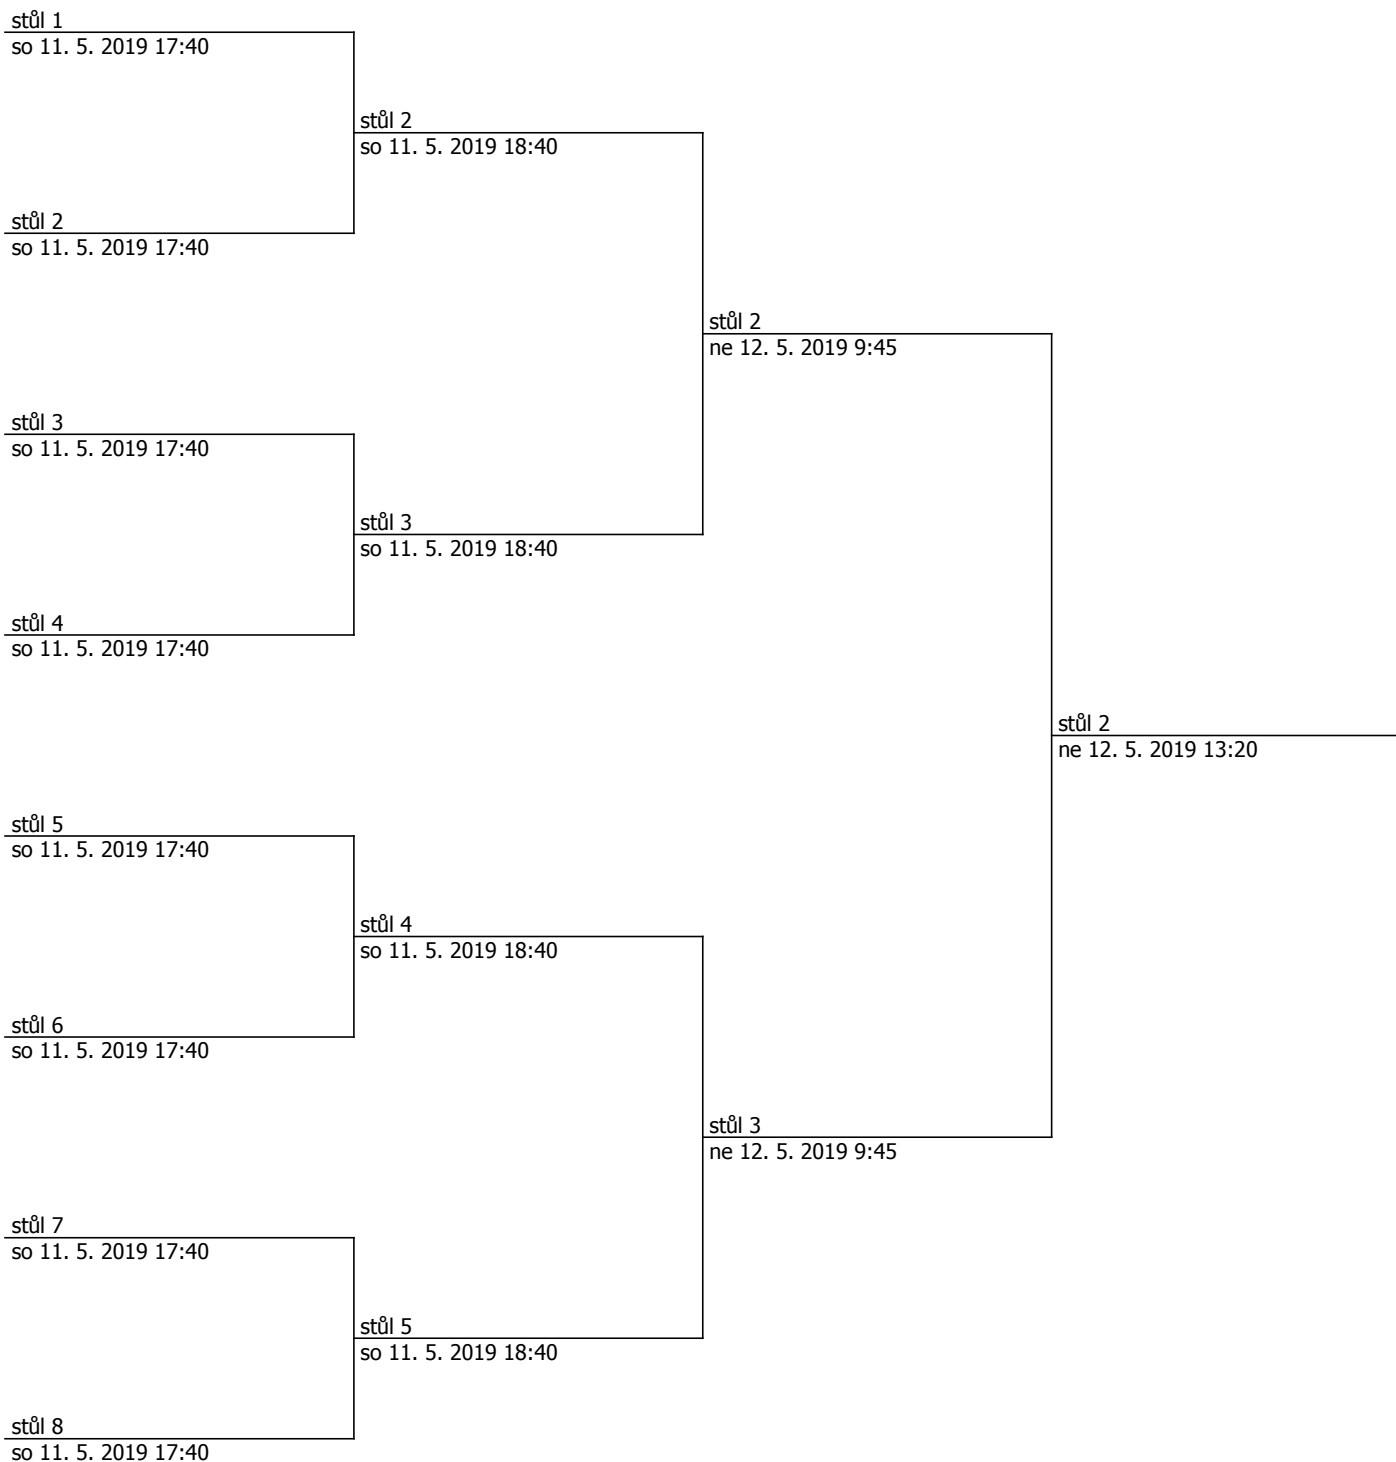 stůl 1
so 11. 5. 2019 17:40
stůl 2
so 11. 5. 2019 18:40
stůl 2
so 11. 5. 2019 17:40
stůl 2
ne 12. 5. 2019 9:45
stůl 3
so 11. 5. 2019 17:40
stůl 3
so 11. 5. 2019 18:40
stůl 4
so 11. 5. 2019 17:40
stůl 2
ne 12. 5. 2019 13:20
stůl 5
so 11. 5. 2019 17:40
stůl 4
so 11. 5. 2019 18:40
stůl 6
so 11. 5. 2019 17:40
stůl 3
ne 12. 5. 2019 9:45
stůl 7
so 11. 5. 2019 17:40
stůl 5
so 11. 5. 2019 18:40
stůl 8
so 11. 5. 2019 17:40